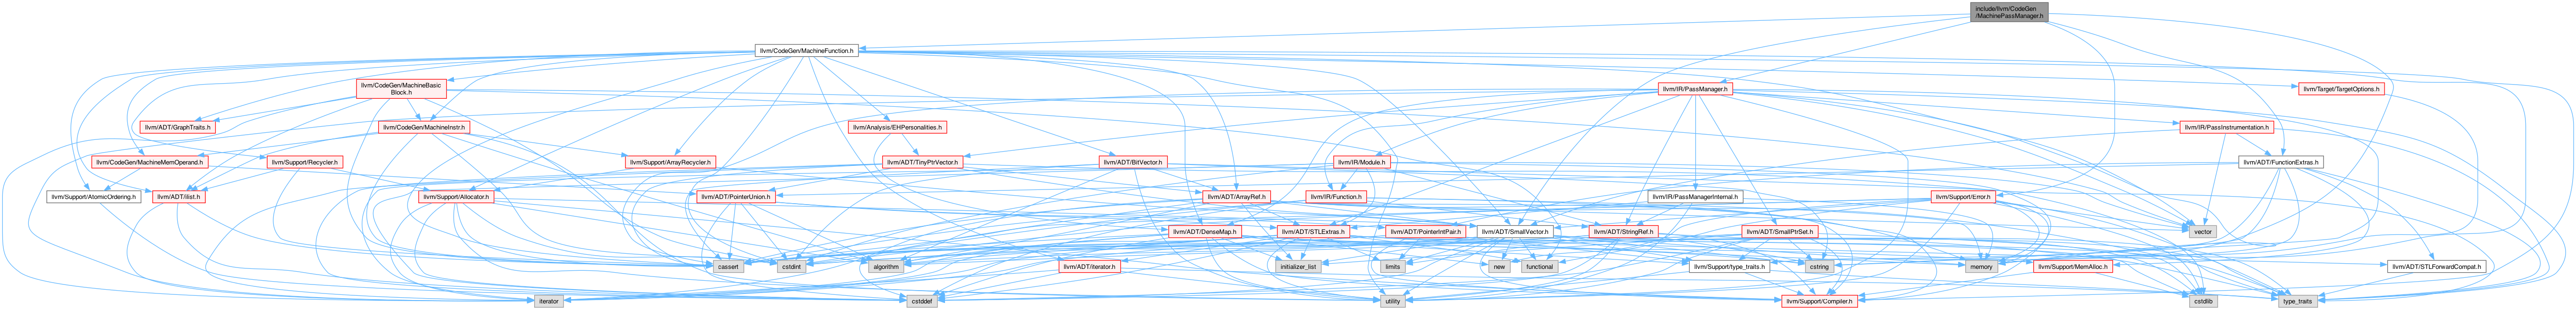 include/llvm/CodeGen
/MachinePassManager.h
llvm/CodeGen/MachineFunction.h
llvm/CodeGen/MachineBasic
Block.h
llvm/IR/PassManager.h
llvm/Target/TargetOptions.h
llvm/ADT/GraphTraits.h
llvm/CodeGen/MachineInstr.h
llvm/Analysis/EHPersonalities.h
llvm/IR/PassInstrumentation.h
llvm/CodeGen/MachineMemOperand.h
llvm/Support/Recycler.h
llvm/Support/ArrayRecycler.h
llvm/ADT/TinyPtrVector.h
llvm/ADT/BitVector.h
llvm/IR/Module.h
llvm/ADT/FunctionExtras.h
llvm/Support/AtomicOrdering.h
llvm/ADT/ilist.h
llvm/Support/Allocator.h
llvm/ADT/PointerUnion.h
llvm/ADT/ArrayRef.h
llvm/IR/Function.h
llvm/IR/PassManagerInternal.h
llvm/Support/Error.h
llvm/ADT/DenseMap.h
llvm/ADT/STLExtras.h
llvm/ADT/PointerIntPair.h
llvm/ADT/SmallVector.h
llvm/ADT/StringRef.h
llvm/ADT/SmallPtrSet.h
vector
cassert
cstdint
algorithm
llvm/ADT/iterator.h
initializer_list
limits
new
functional
llvm/Support/type_traits.h
cstring
memory
llvm/Support/MemAlloc.h
llvm/ADT/STLForwardCompat.h
iterator
cstddef
utility
llvm/Support/Compiler.h
cstdlib
type_traits